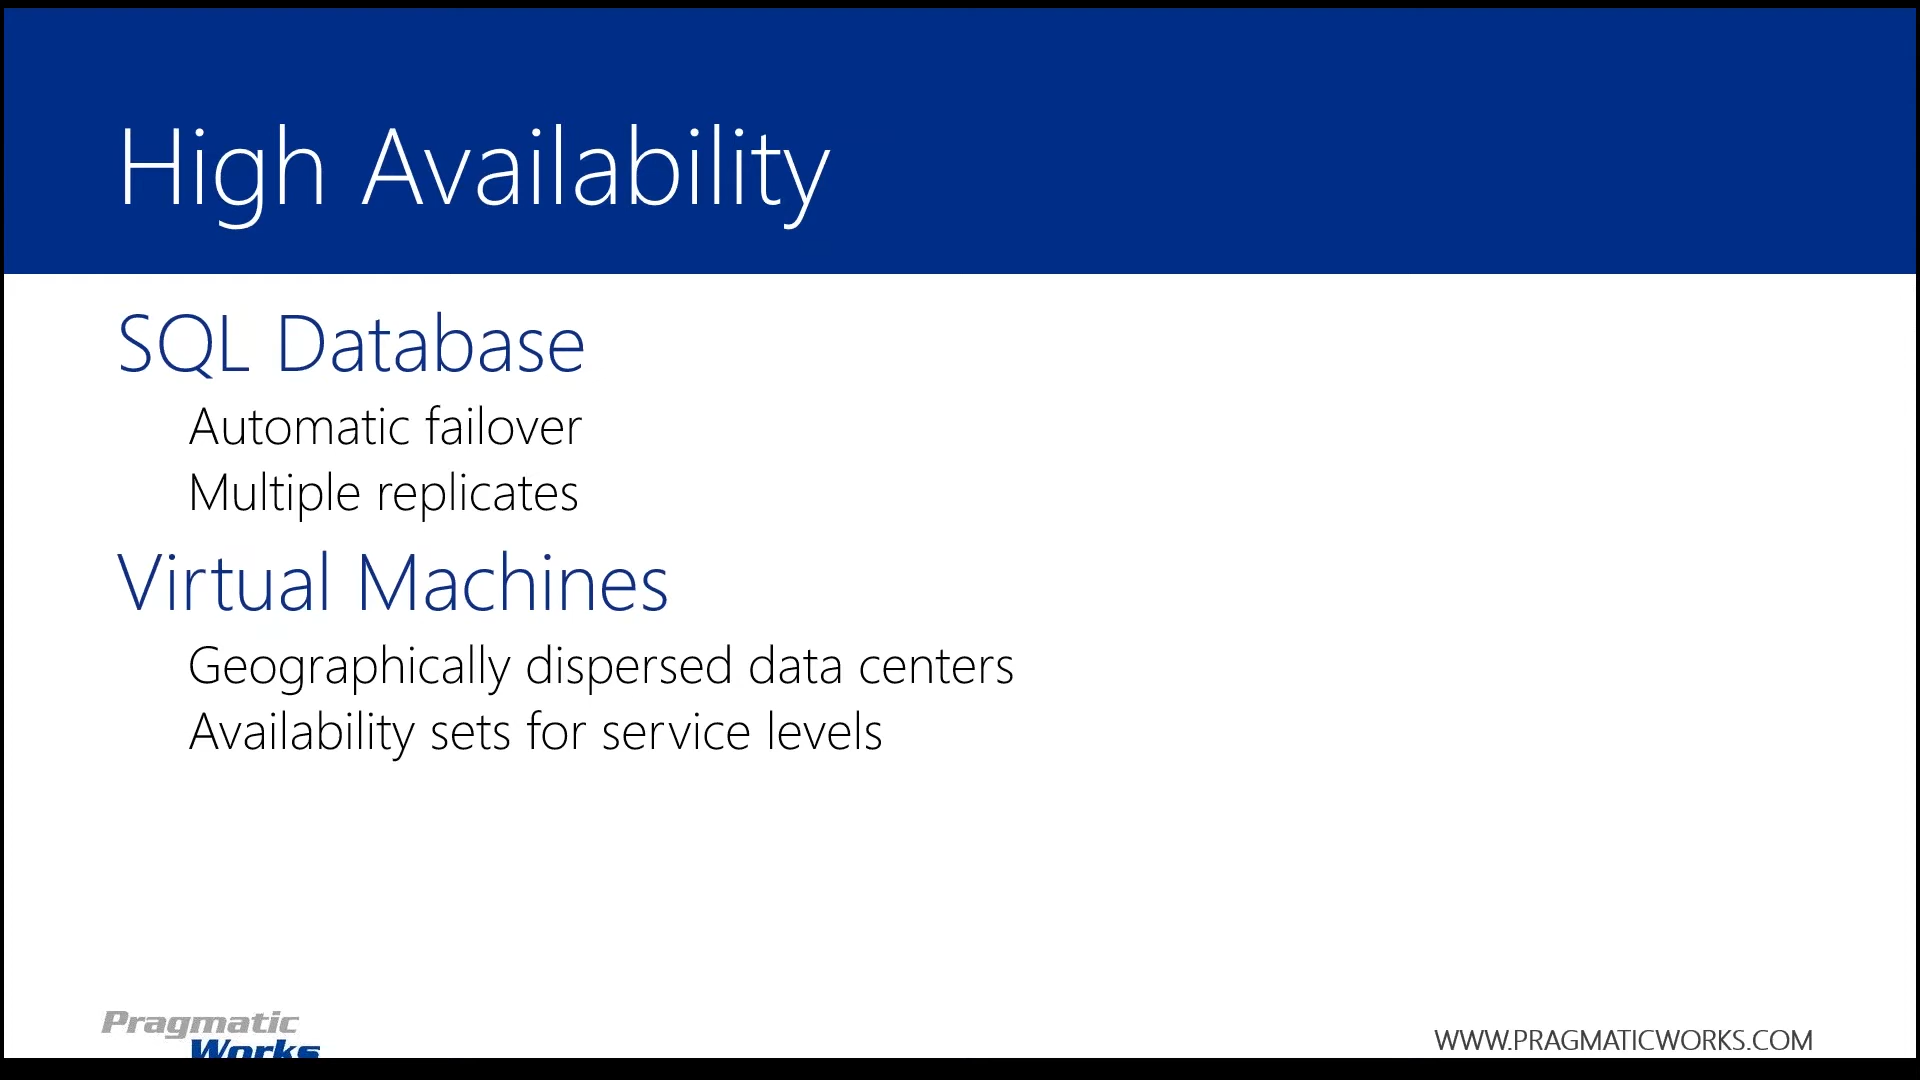 High Availability
SQL Database
Automatic failover
Multiple replicates
Virtual Machines
Geographically dispersed data centers
Availability sets for service levels
Pragmatic
Works
WWW.PRAGMATICWORKS.COM